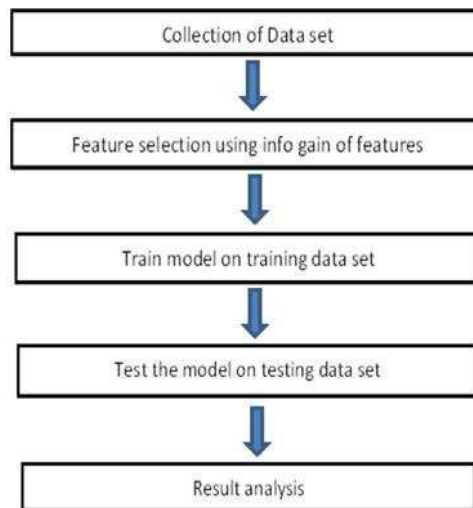 Collection of Data set
Feature selection using info gain of features
Train model on training data set
Test the model on testing data set
Result analysis